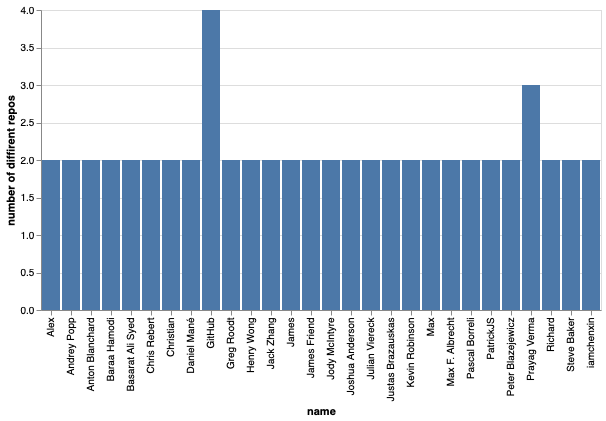 4.0
3.5
3.0
2.5
2.0
1.5
1.0
0.5
0.0
number of diffirent repos
Alex
Andrey Popp
Anton Blanchard
Baraa Hamodi
Basarat Ali Syed
Chris Rebert
Christian
Daniel Mané
GitHub
Greg Roodt
Henry Wong
Jack Zhang
James
James Friend
Jody McIntyre
Joshua Anderson
Julian Viereck
Justas Brazauskas
Kevin Robinson
Max
Max F. Albrecht
Pascal Borreli
PatrickJS
Peter Blazejewicz
Prayag Verma
Richard
Steve Baker
iamchenxin
name